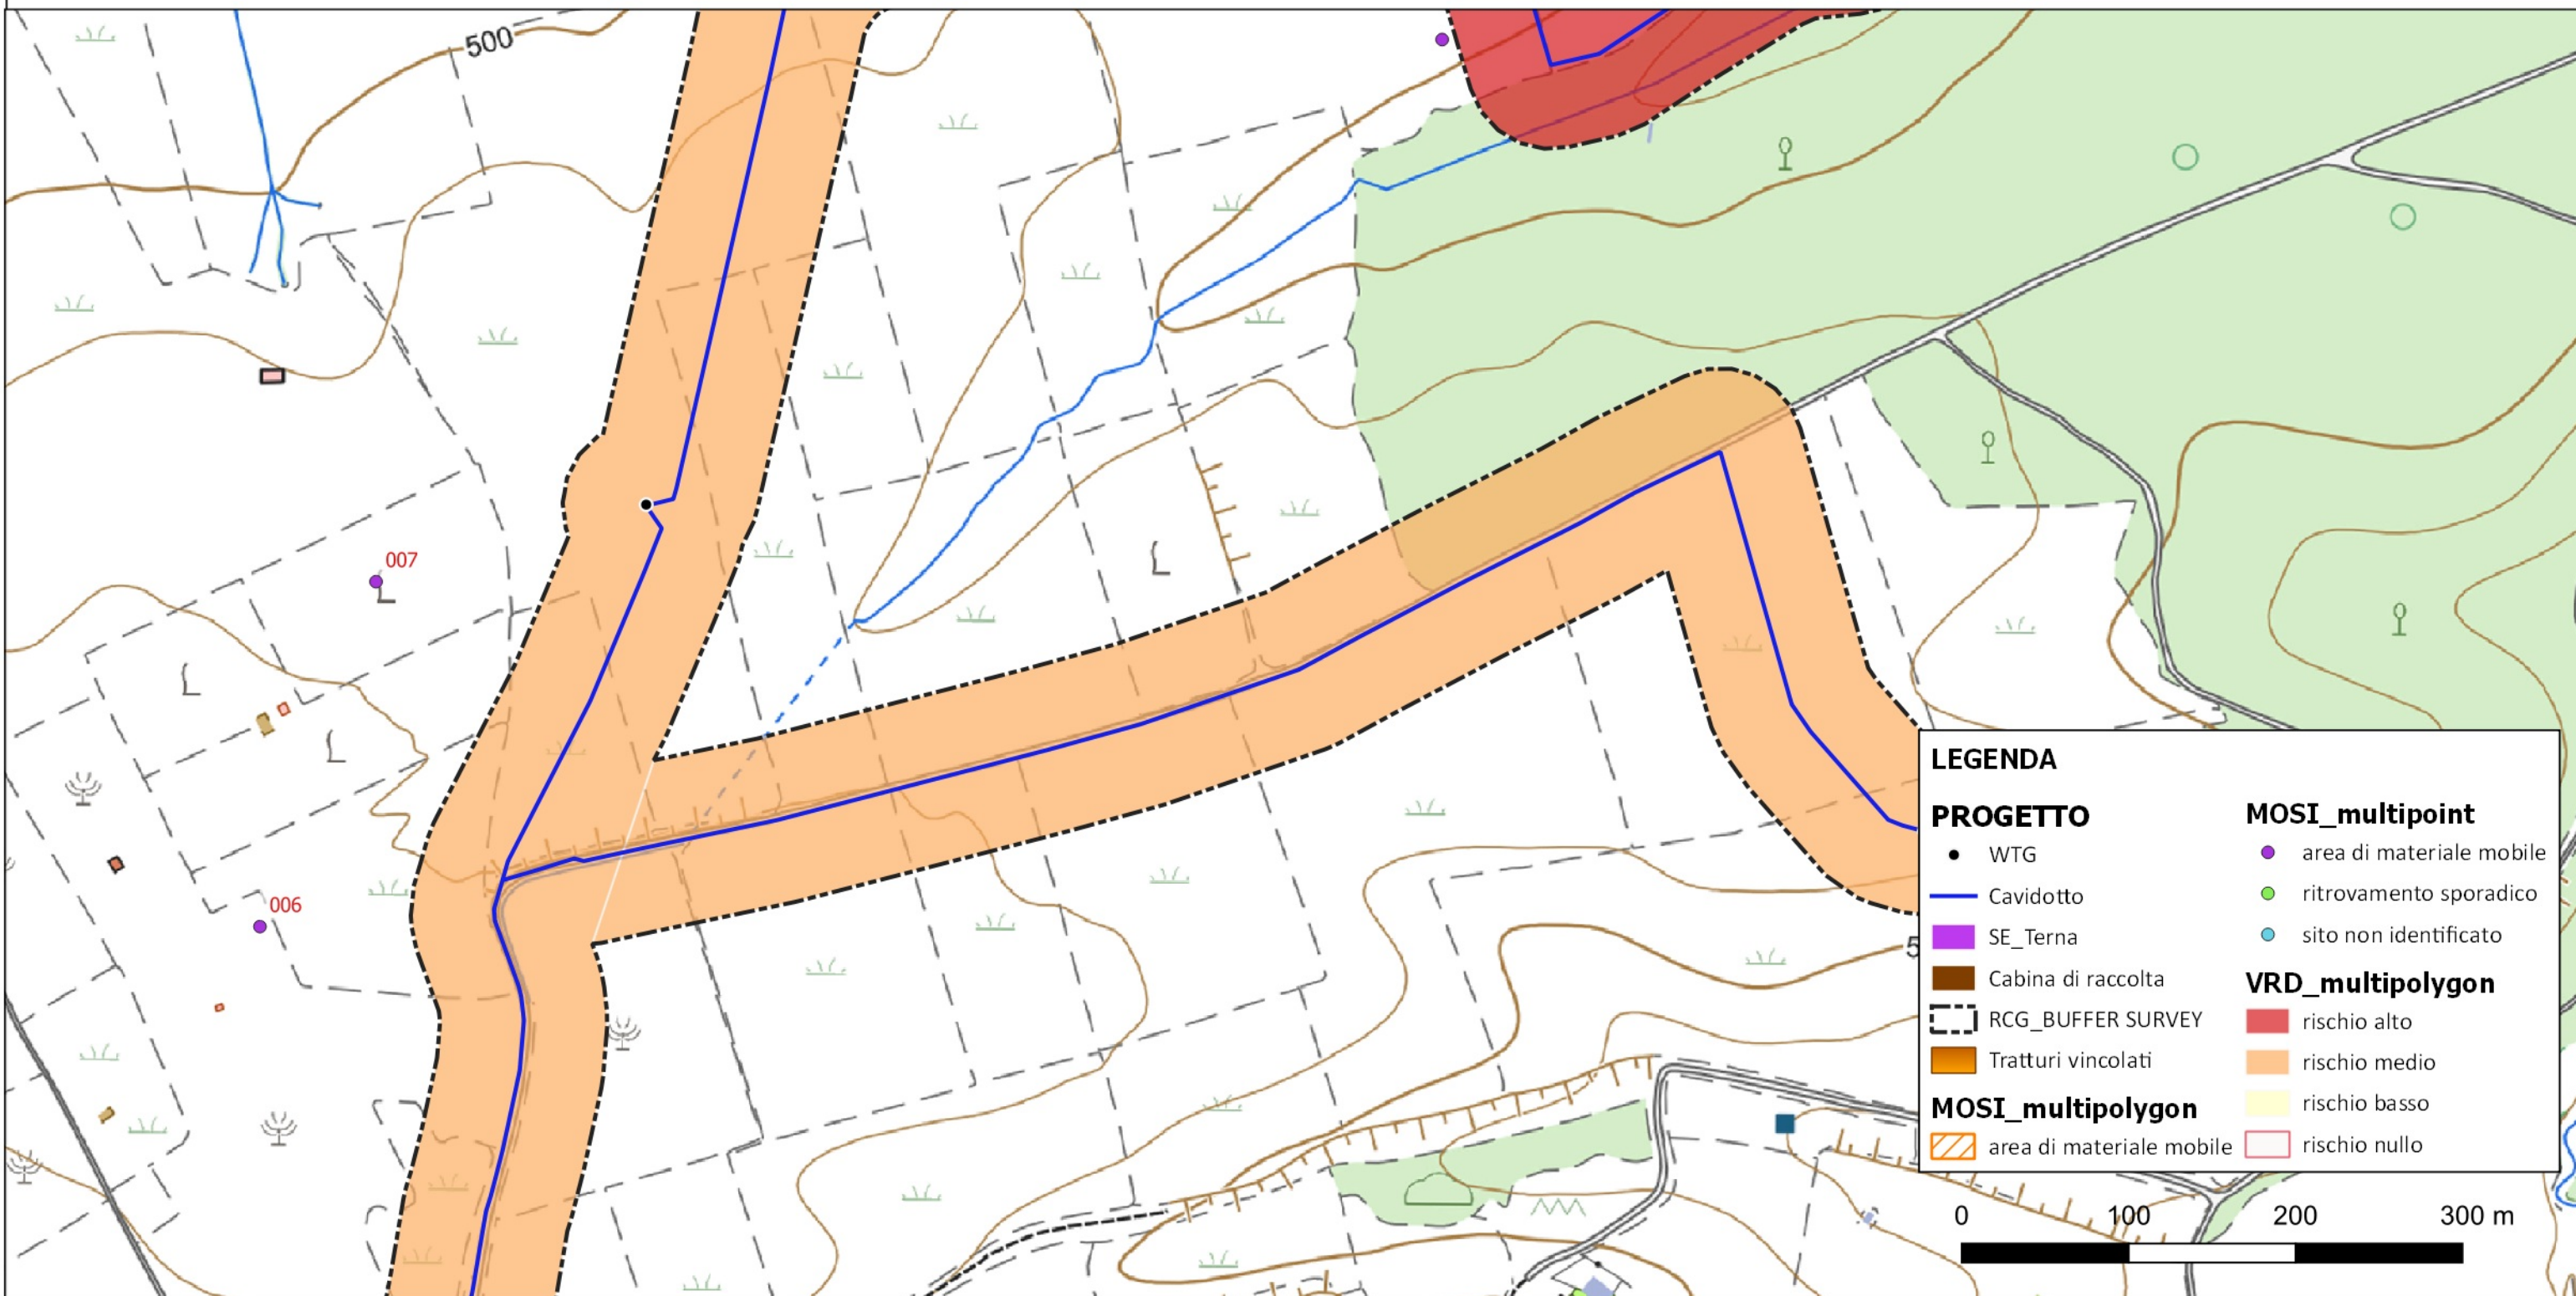 500
007
006
5
LEGENDA
PROGETTO
WTG
Cavidotto
SE_Terna
Cabina di raccolta
RCG_BUFFER SURVEY
Tratturi vincolati
MOSI_multipolygon
area di materiale mobile
MOSI_multipoint
area di materiale mobile
ritrovamento sporadico
sito non identificato
VRD_multipolygon
rischio alto
rischio medio
rischio basso
rischio nullo
0 100 200 300 m